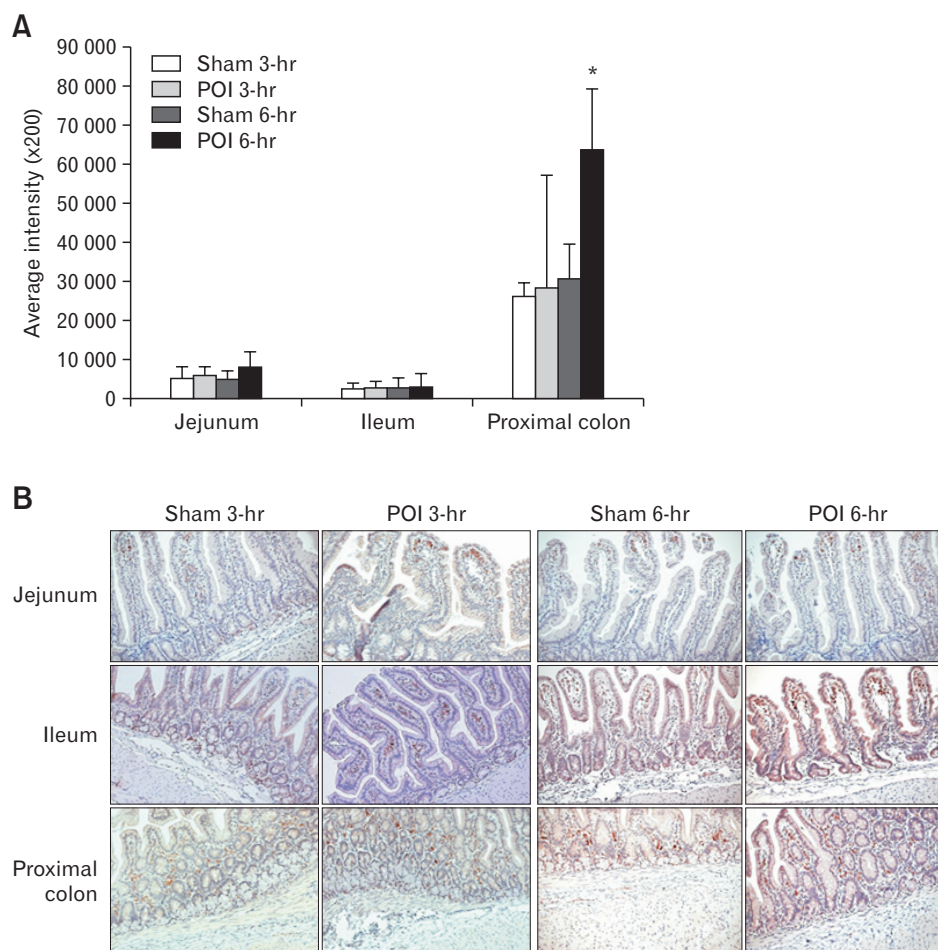 A
Average intensity (x200)
90 000
80 000
70 000
60 000
50 000
40 000
30 000
20 000
10 000
0
Sham 3-hr
POI 3-hr
Sham 6-hr
POI 6-hr
*
Jejunum Ileum Proximal colon
B
Sham 3-hr POI 3-hr Sham 6-hr POI 6-hr
Jejunum
Ileum
Proximal
colon